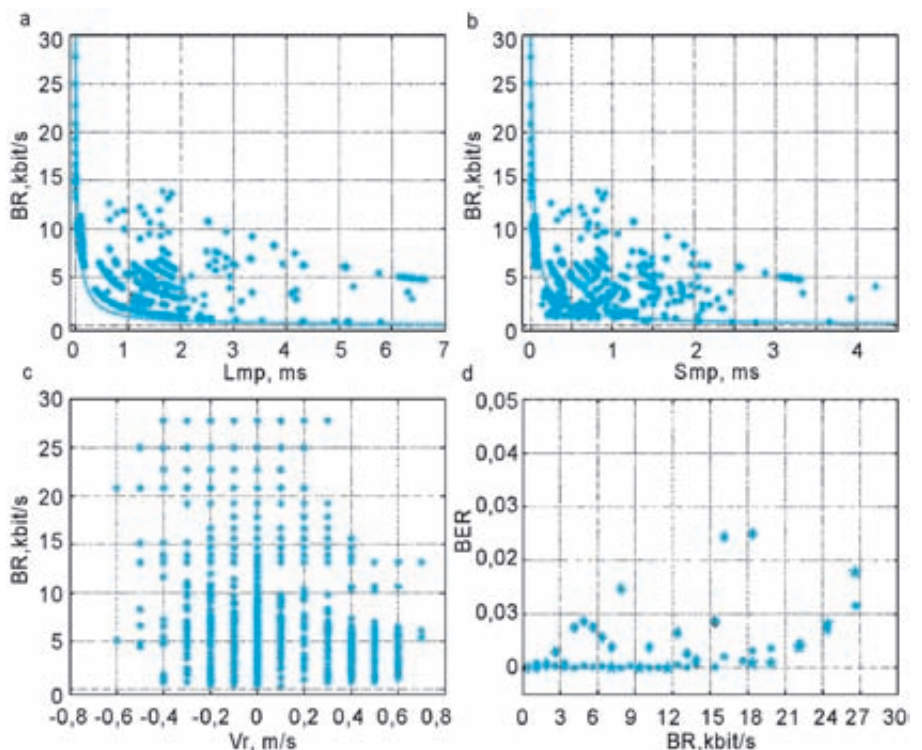 a
30
25
20
15
10
5
0
BR,kbit/s
0 1 2 3 4 5 6 7
Lmp, ms
b
30
25
20
15
10
5
0
BR,kbit/s
0 1 2 3 4
Smp, ms
c
30
25
20
15
10
5
0
BR,kbit/s
-0,8 -0,6 -0,4 -0,2 0 0,2 0,4 0,6 0,8
Vr, m/s
d
0,05
0,04
0,03
0,02
0,03
0
BER
0 3 6 9 12 15 18 21 24 27 30
BR,kbit/s